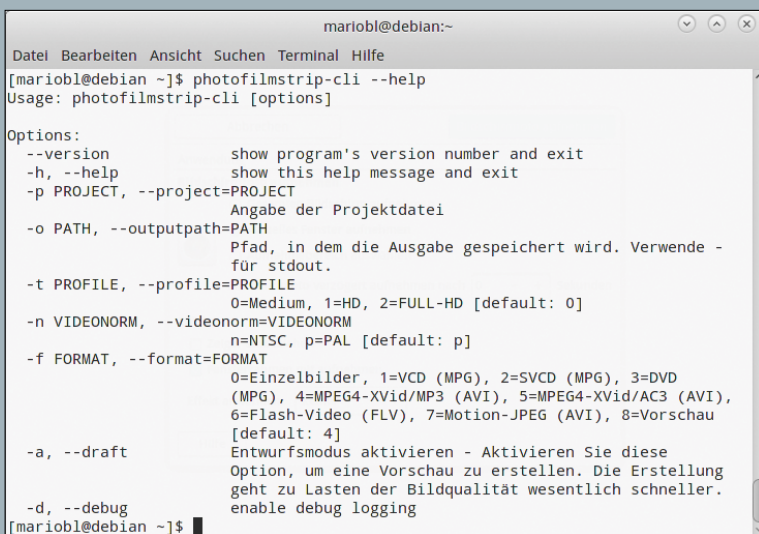 mariobl@debian:~
Datei Bearbeiten Ansicht Suchen Terminal Hilfe
[mariobl@debian ~]$ photofilmstrip-cli --help
Usage: photofilmstrip-cli [options]
Options:
--version show program's version number and exit
-h, --help show this help message and exit
-p PROJECT, --project=PROJECT
Angabe der Projektdatei
-o PATH, --outputpath=PATH
Pfad, in dem die Ausgabe gespeichert wird. Verwende -
für stdout.
-t PROFILE, --profile=PROFILE
0=Medium, 1=HD, 2=FULL-HD [default: 0]
-n VIDEONORM, --videonorm=VIDEONORM
n=NTSC, p=PAL [default: p]
-f FORMAT, --format=FORMAT
0=Einzelbilder, 1=VCD (MPG), 2=SVCD (MPG), 3=DVD
(MPG), 4=MPEG4-XVid/MP3 (AVI), 5=MPEG4-XVid/AC3 (AVI),
6=Flash-Video (FLV), 7=Motion-JPEG (AVI), 8=Vorschau
[default: 4]
-a, --draft Entwurfsmodus aktivieren - Aktivieren Sie diese
Option, um eine Vorschau zu erstellen. Die Erstellung
geht zu Lasten der Bildqualität wesentlich schneller.
-d, --debug enable debug logging
[mariobl@debian ~]$